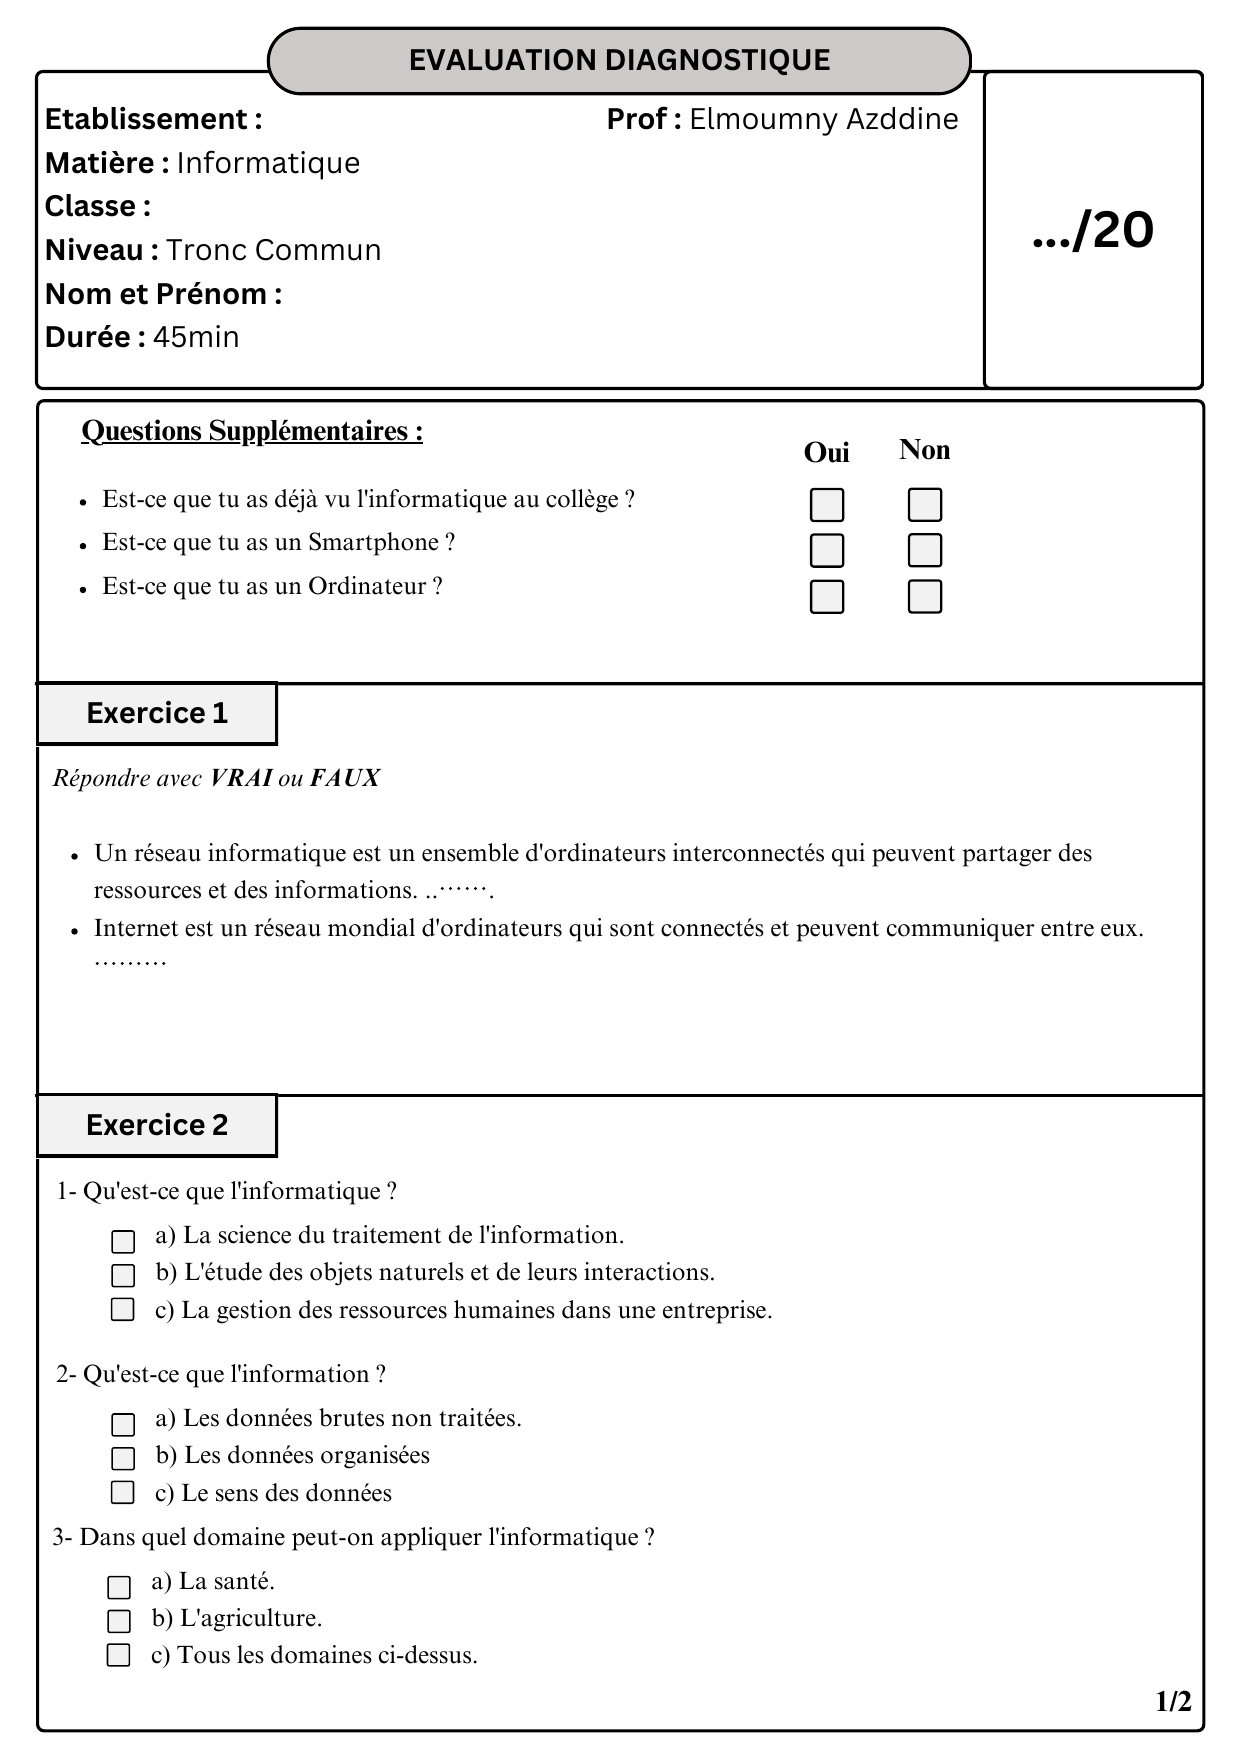 EVALUATION DIAGNOSTIQUE
Etablissement :
Prof : Elmoumny Azddine
Matière : Informatique
Classe :
Niveau : Tronc Commun
Nom et Prénom :
Durée : 45min
.../20
Questions Supplémentaires :
Oui Non
• Est-ce que tu as déjà vu l'informatique au collège ?
• Est-ce que tu as un Smartphone ?
• Est-ce que tu as un Ordinateur ?
Exercice 1
Répondre avec VRAI ou FAUX
• Un réseau informatique est un ensemble d'ordinateurs interconnectés qui peuvent partager des
ressources et des informations. ..⋯⋯.
• Internet est un réseau mondial d'ordinateurs qui sont connectés et peuvent communiquer entre eux.
⋯⋯⋯
Exercice 2
1- Qu'est-ce que l'informatique ?
a) La science du traitement de l'information.
b) L'étude des objets naturels et de leurs interactions.
c) La gestion des ressources humaines dans une entreprise.
2- Qu'est-ce que l'information ?
a) Les données brutes non traitées.
b) Les données organisées
c) Le sens des données
3- Dans quel domaine peut-on appliquer l'informatique ?
a) La santé.
b) L'agriculture.
c) Tous les domaines ci-dessus.
1/2